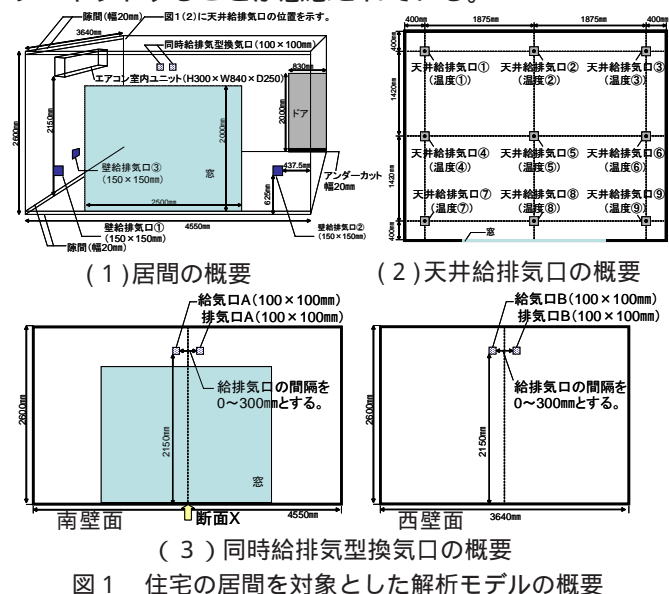 隙間(幅20mm) 図1(2)に天井給排気口の位置を示す。
3640mm
同時給排気型換気口(100×100mm)
エアコン室内ユニット(H300×W840×D250)
830mm
ドア
2000mm
2600mm
2150mm
2000mm
窓
壁給排気口③
(150×150mm)
437.5mm
625mm
アンダーカット
幅20mm
2500mm
4550mm
壁給排気口①
(150×150mm)
隙間(幅20mm)
壁給排気口②
(150×150mm)
(1)居間の概要
400mm 1875mm 1875mm 400mm
400mm
天井給排気口① 天井給排気口② 天井給排気口③
(温度①) (温度②) (温度③)
1420mm
天井給排気口④ 天井給排気口⑤ 天井給排気口⑥
(温度④) (温度⑤) (温度⑥)
1420mm
天井給排気口⑦ 天井給排気口⑧ 天井給排気口⑨
(温度⑦) (温度⑧) (温度⑨)
400mm
窓
(2)天井給排気口の概要
給気口A(100×100mm)
排気口A(100×100mm)
給排気口の間隔を
0~300mmとする。
2600mm
2150mm
窓
南壁面 断面X 4550mm
給気口B(100×100mm)
排気口B(100×100mm)
給排気口の間隔を
0~300mmとする。
2600mm
2150mm
西壁面 3640mm
(3)同時給排気型換気口の概要
図1 住宅の居間を対象とした解析モデルの概要